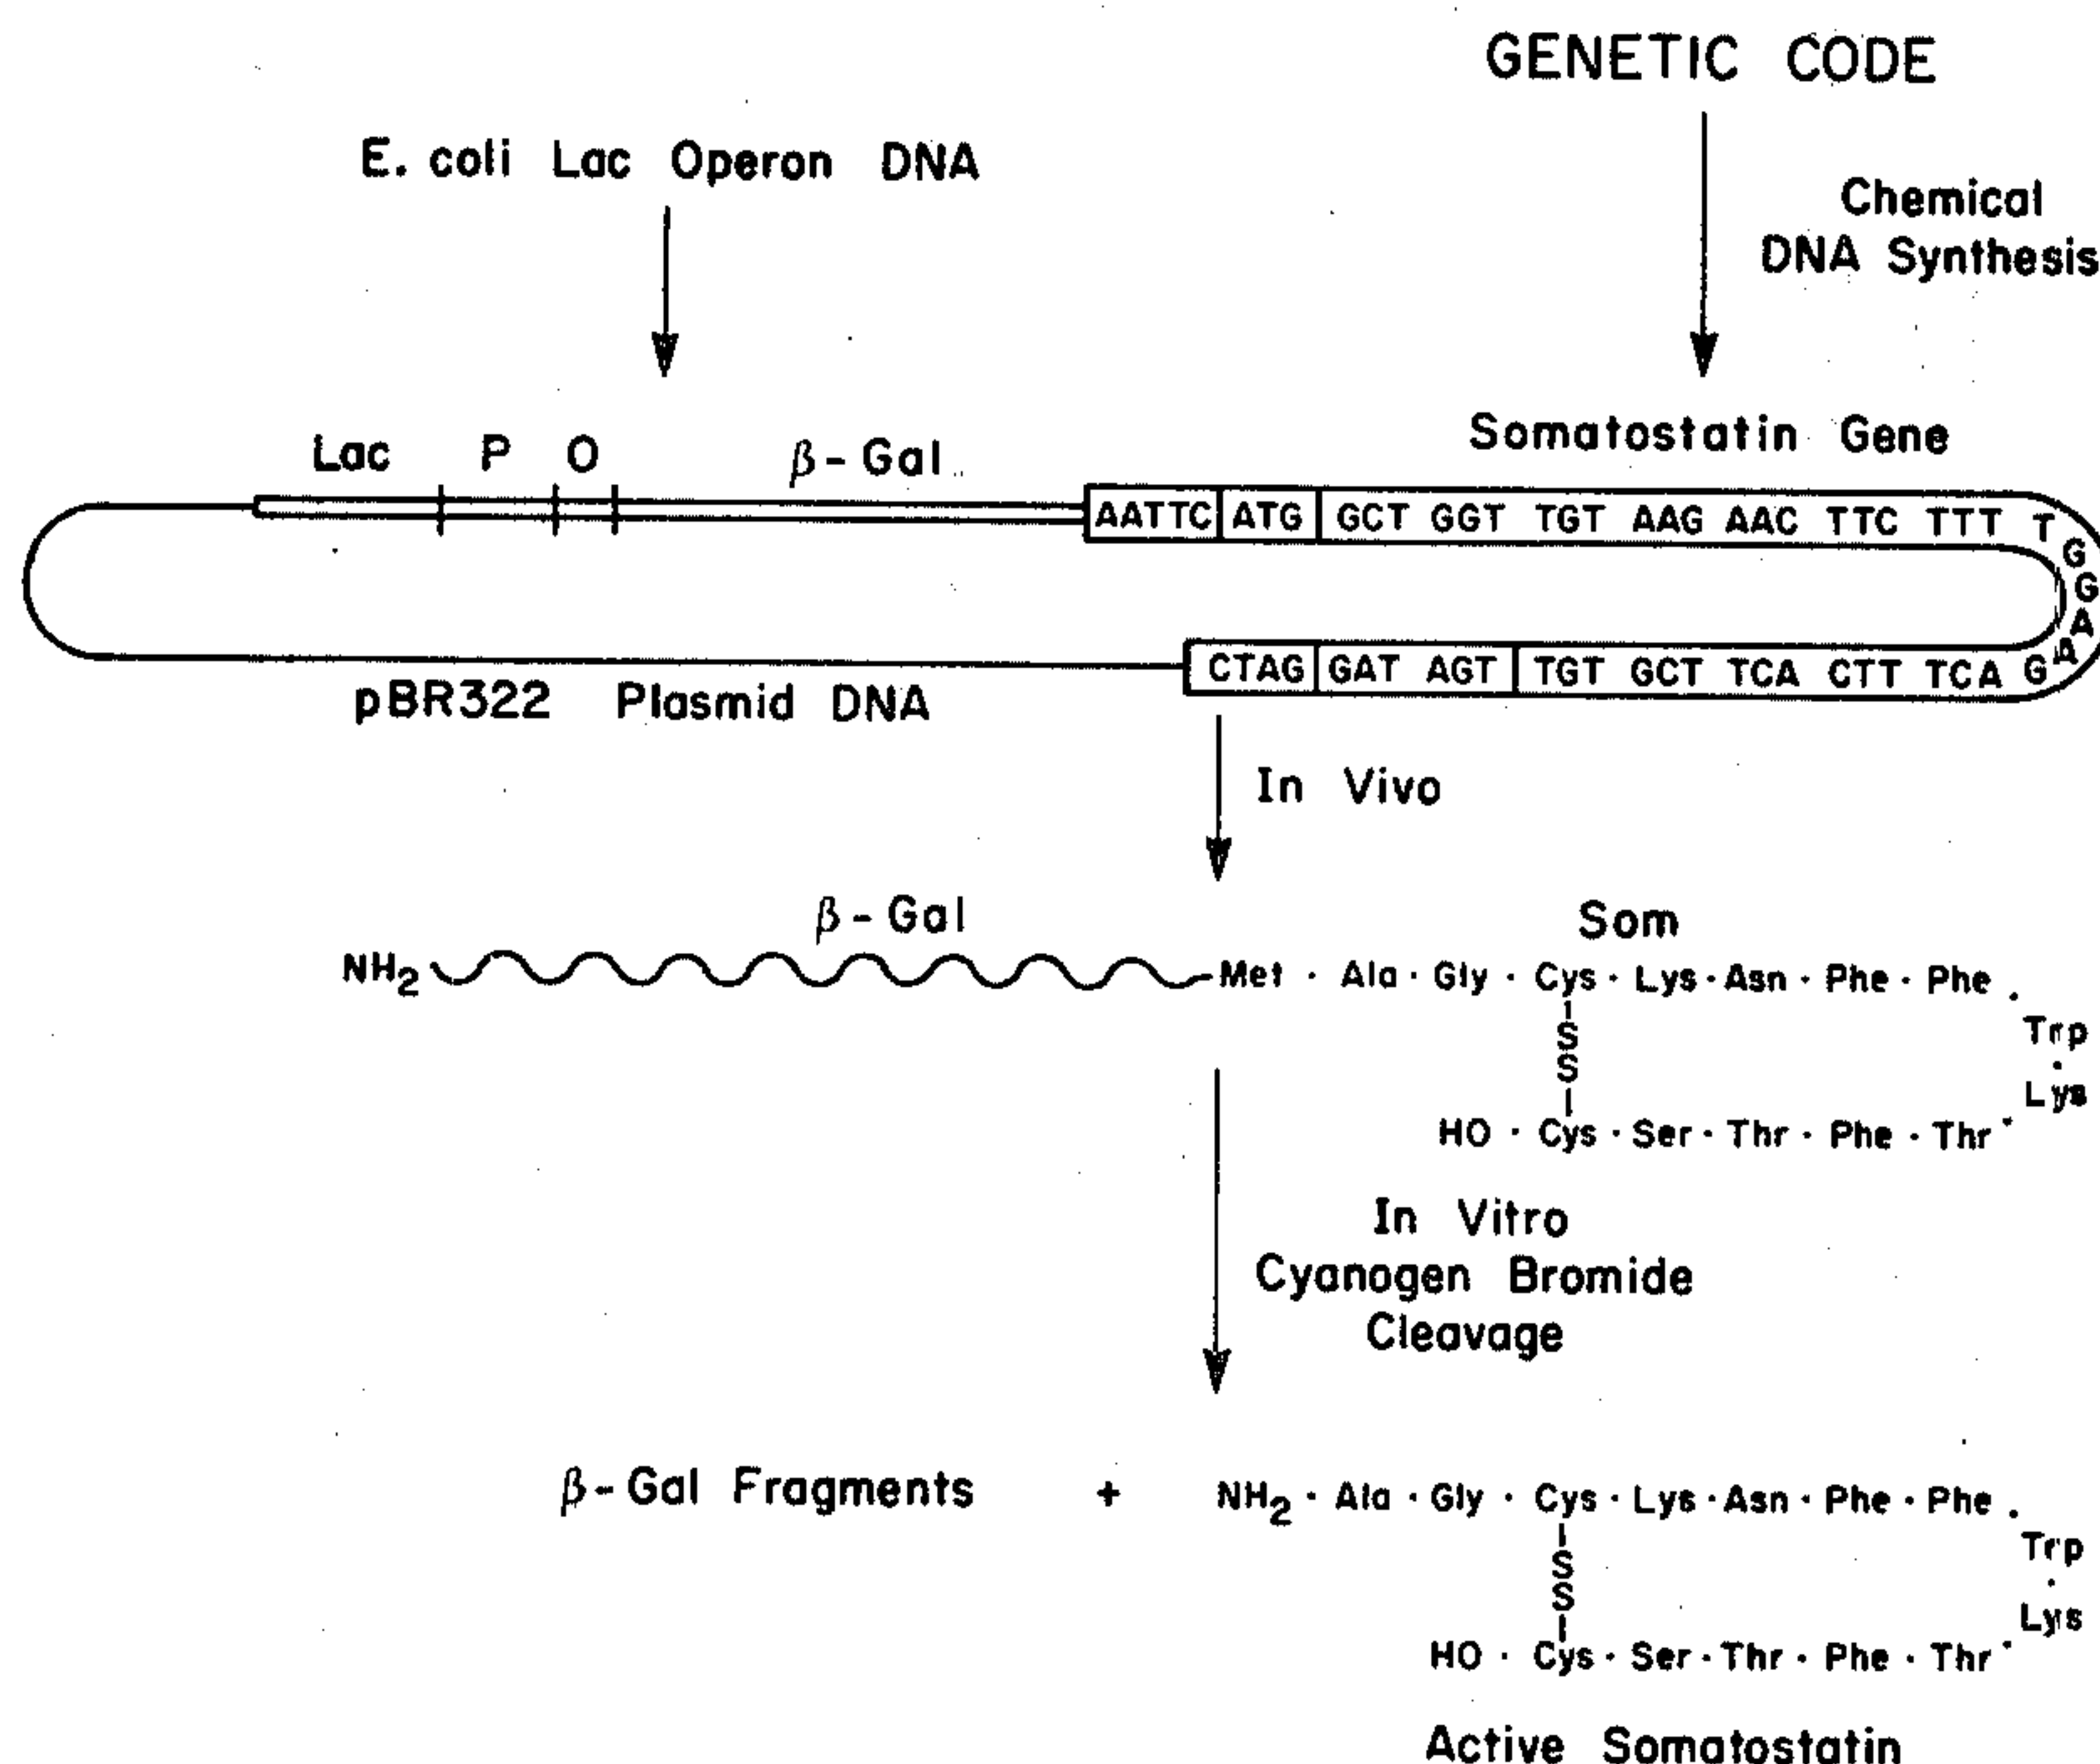 GENETIC CODE
E. coli Lac Operon DNA
Chemical
DNA Synthesis
Somatostatin Gene
Lac P O β-Gal
AATTC ATG GCT GGT TGT AAG AAC TTC TTT T
G
G
A
A
CTAG GAT AGT TGT GCT TCA CTT TCA G
pBR322 Plasmid DNA
In Vivo
β-Gal
Som
NH2 Met · Ala · Gly · Cys · Lys · Asn · Phe · Phe ·
Trp
·
Lys
S
S
HO · Cys · Ser · Thr · Phe · Thr ·
In Vitro
Cyanogen Bromide
Cleavage
β-Gal Fragments + NH2 · Ala · Gly · Cys · Lys · Asn · Phe · Phe ·
Trp
·
Lys
S
S
HO · Cys · Ser · Thr · Phe · Thr ·
Active Somatostatin